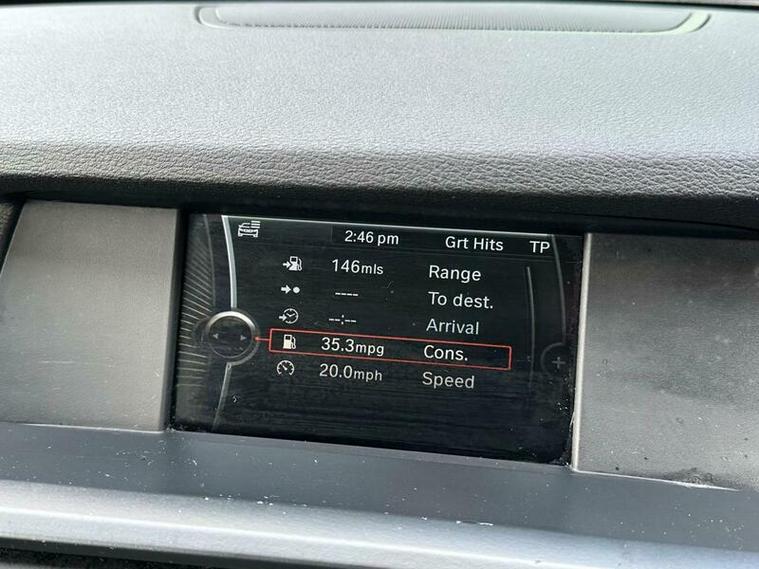 2:46 pm Grt Hits TP
146mls Range
---- To dest.
--:-- Arrival
35.3mpg Cons.
20.0mph Speed